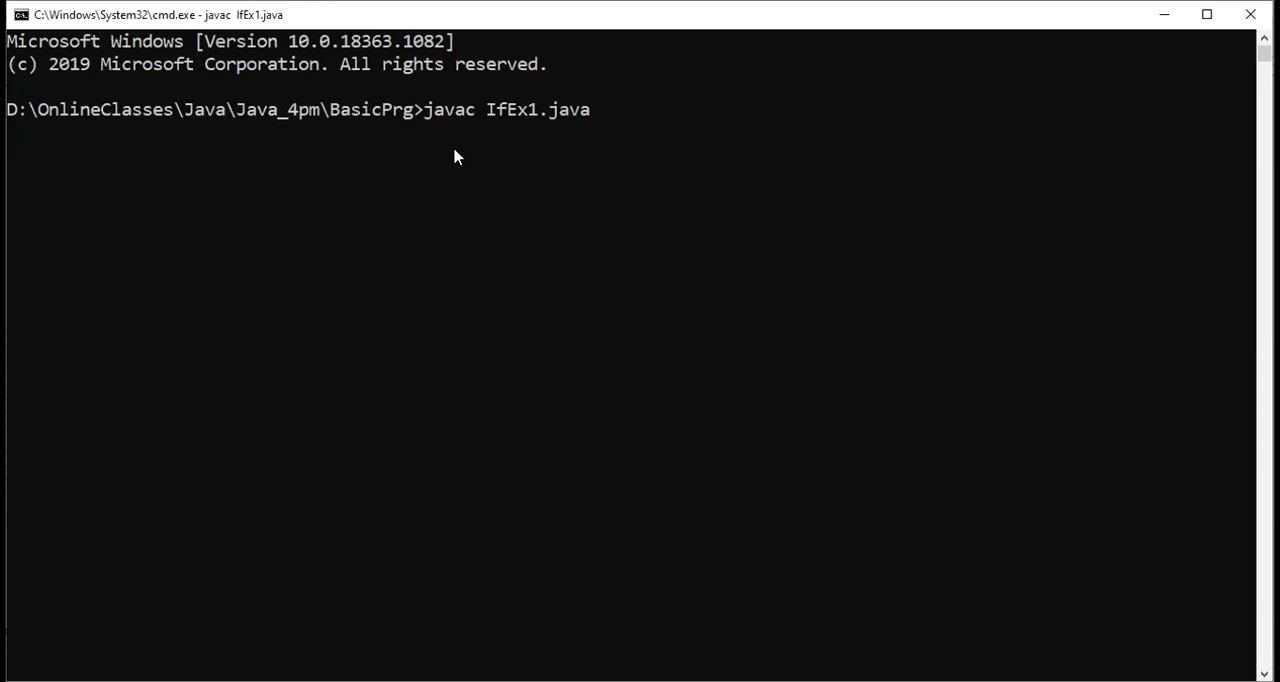 C:\Windows\System32\cmd.exe - javac  IfEx1.java
Microsoft Windows [Version 10.0.18363.1082]
(c) 2019 Microsoft Corporation. All rights reserved.
D:\OnlineClasses\Java\Java_4pm\BasicPrg>javac IfEx1.java